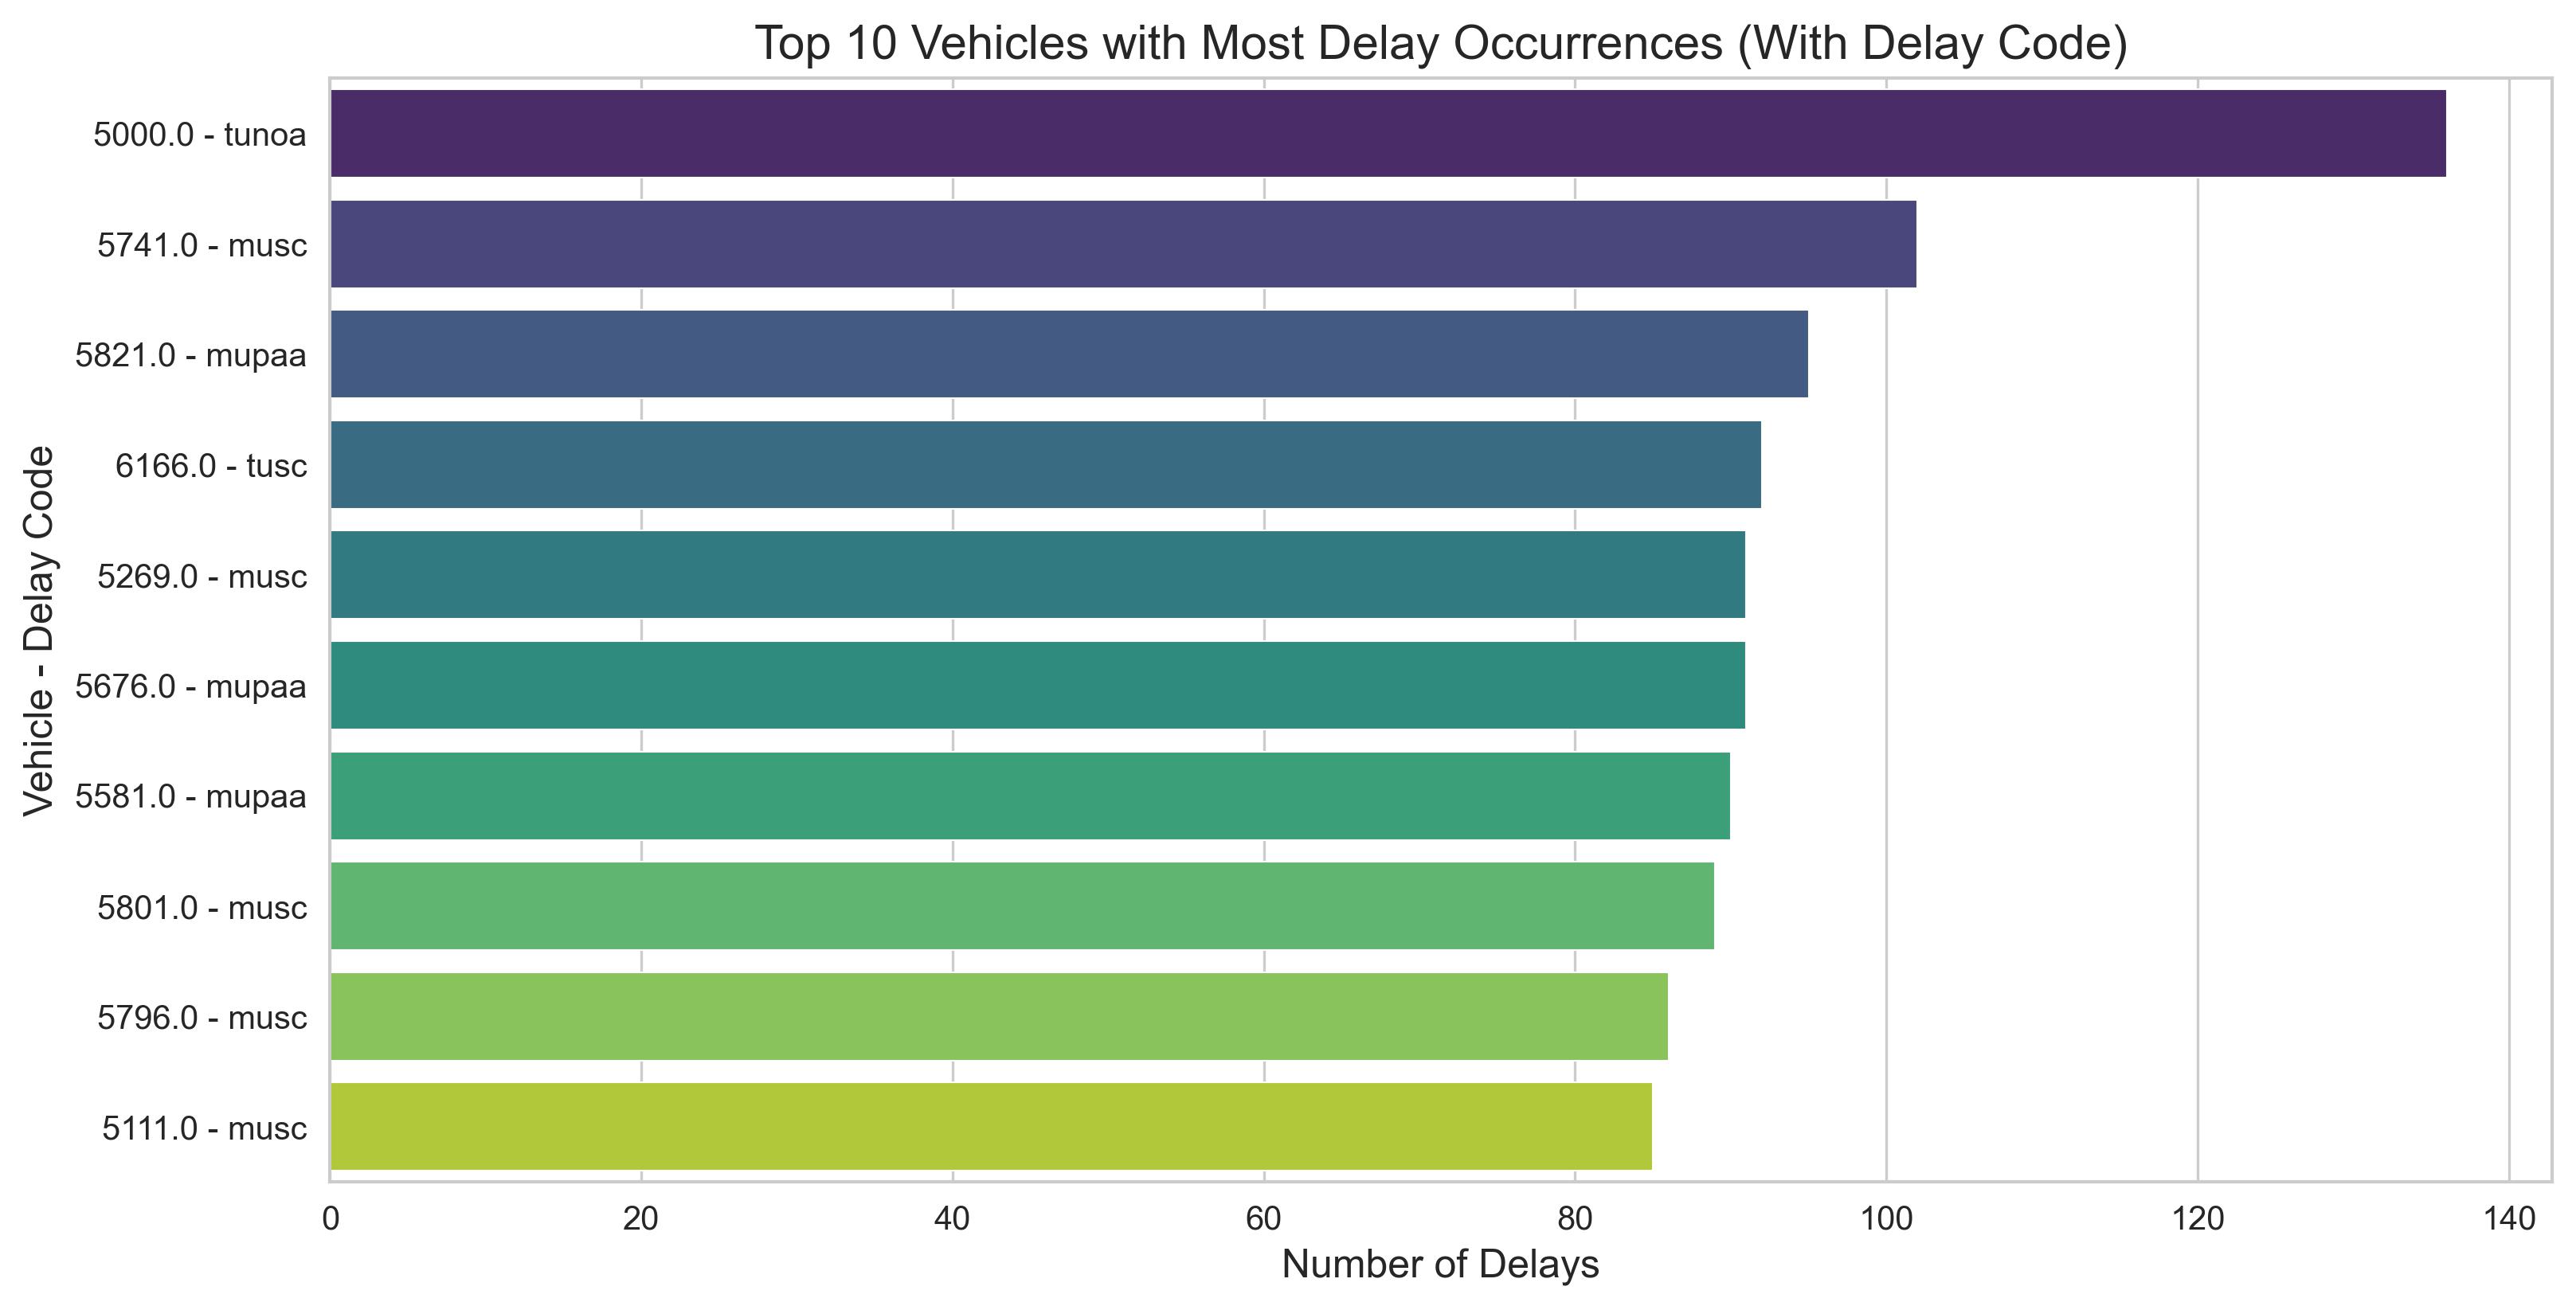 Top 10 Vehicles with Most Delay Occurrences (With Delay Code)
Vehicle - Delay Code
5000.0 - tunoa
5741.0 - musc
5821.0 - mupaa
6166.0 - tusc
5269.0 - musc
5676.0 - mupaa
5581.0 - mupaa
5801.0 - musc
5796.0 - musc
5111.0 - musc
0 20 40 60 80 100 120 140
Number of Delays